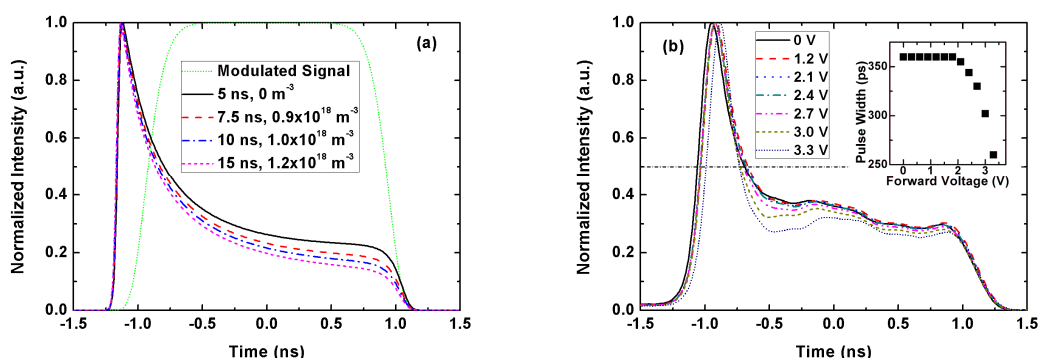 (a)
Normalized Intensity (a.u.)
1.0
0.8
0.6
0.4
0.2
0.0
Modulated Signal
5 ns, 0 m⁻³
7.5 ns, 0.9x10¹⁸ m⁻³
10 ns, 1.0x10¹⁸ m⁻³
15 ns, 1.2x10¹⁸ m⁻³
-1.5 -1.0 -0.5 0.0 0.5 1.0 1.5
Time (ns)
(b)
Normalized Intensity (a.u.)
1.0
0.8
0.6
0.4
0.2
0.0
0 V
1.2 V
2.1 V
2.4 V
2.7 V
3.0 V
3.3 V
Pulse Width (ps)
350
300
250
0 1 2 3
Forward Voltage (V)
-1.5 -1.0 -0.5 0.0 0.5 1.0 1.5
Time (ns)